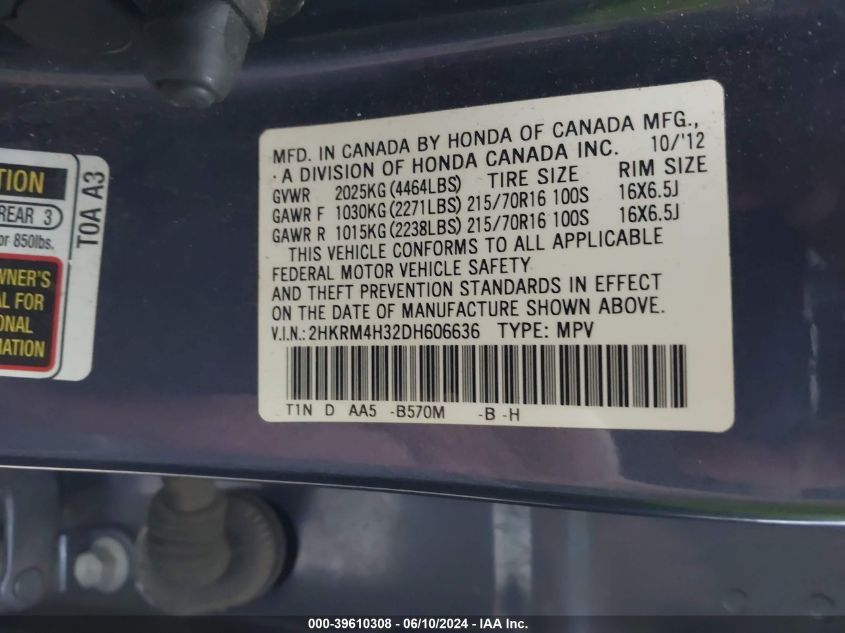 TION
REAR 3
or 850lbs.
WNER'S
AL FOR
ONAL
MATION
T0A A3
MFD. IN CANADA BY HONDA OF CANADA MFG.,
A DIVISION OF HONDA CANADA INC. 10/'12
GVWR 2025KG(4464LBS) TIRE SIZE RIM SIZE
GAWR F 1030KG(2271LBS) 215/70R16 100S 16X6.5J
GAWR R 1015KG(2238LBS) 215/70R16 100S 16X6.5J
THIS VEHICLE CONFORMS TO ALL APPLICABLE
FEDERAL MOTOR VEHICLE SAFETY
AND THEFT PREVENTION STANDARDS IN EFFECT
ON THE DATE OF MANUFACTURE SHOWN ABOVE.
V.I.N.:2HKRM4H32DH606636 TYPE: MPV
T1N D AA5 -B570M -B -H
000-39610308 - 06/10/2024 - IAA Inc.